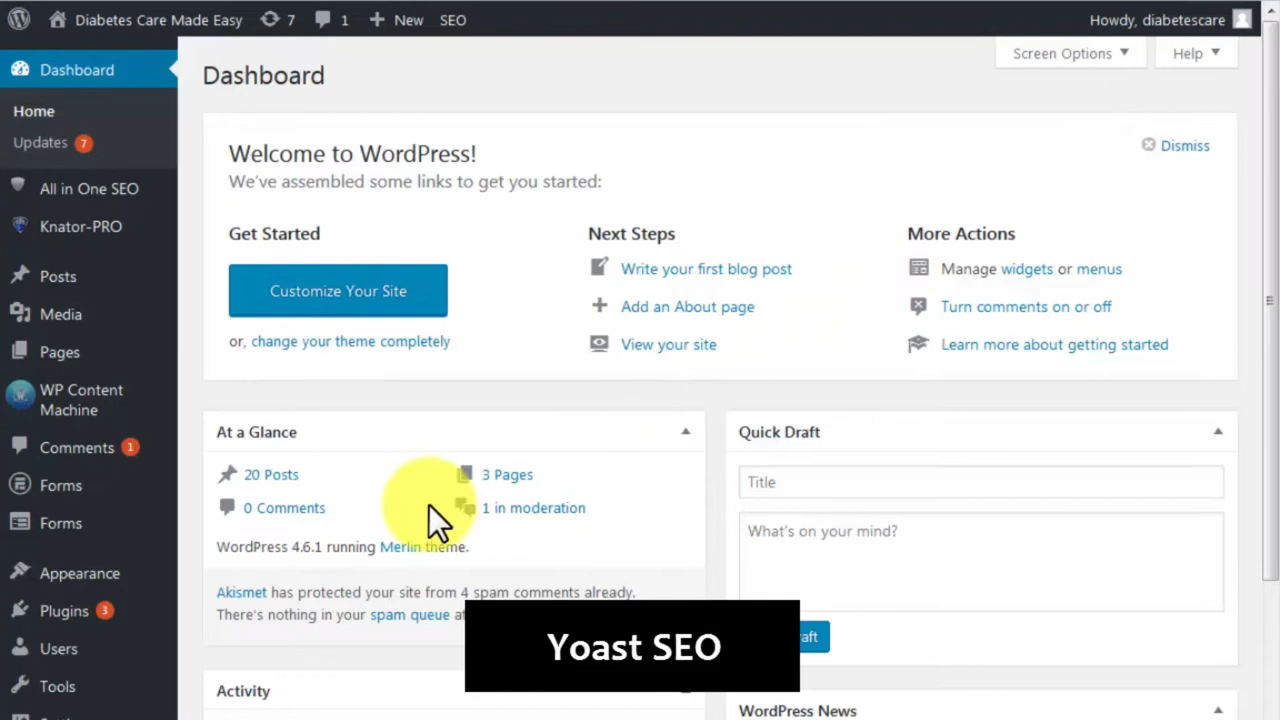 Diabetes Care Made Easy 7 1 New SEO Howdy, diabetescare
Dashboard
Home
Updates 7
All in One SEO
Knator-PRO
Posts
Media
Pages
WP Content
Machine
Comments 1
Forms
Forms
Appearance
Plugins 3
Users
Tools
Screen Options Help
Dashboard
Welcome to WordPress!
We've assembled some links to get you started:
Dismiss
Get Started
Customize Your Site
or, change your theme completely
Next Steps
Write your first blog post
Add an About page
View your site
More Actions
Manage widgets or menus
Turn comments on or off
Learn more about getting started
At a Glance
20 Posts 3 Pages
0 Comments 1 in moderation
WordPress 4.6.1 running Merlin theme.
Akismet has protected your site from 4 spam comments already.
There's nothing in your spam queue at
Activity
Quick Draft
Title
What's on your mind?
WordPress News
Yoast SEO